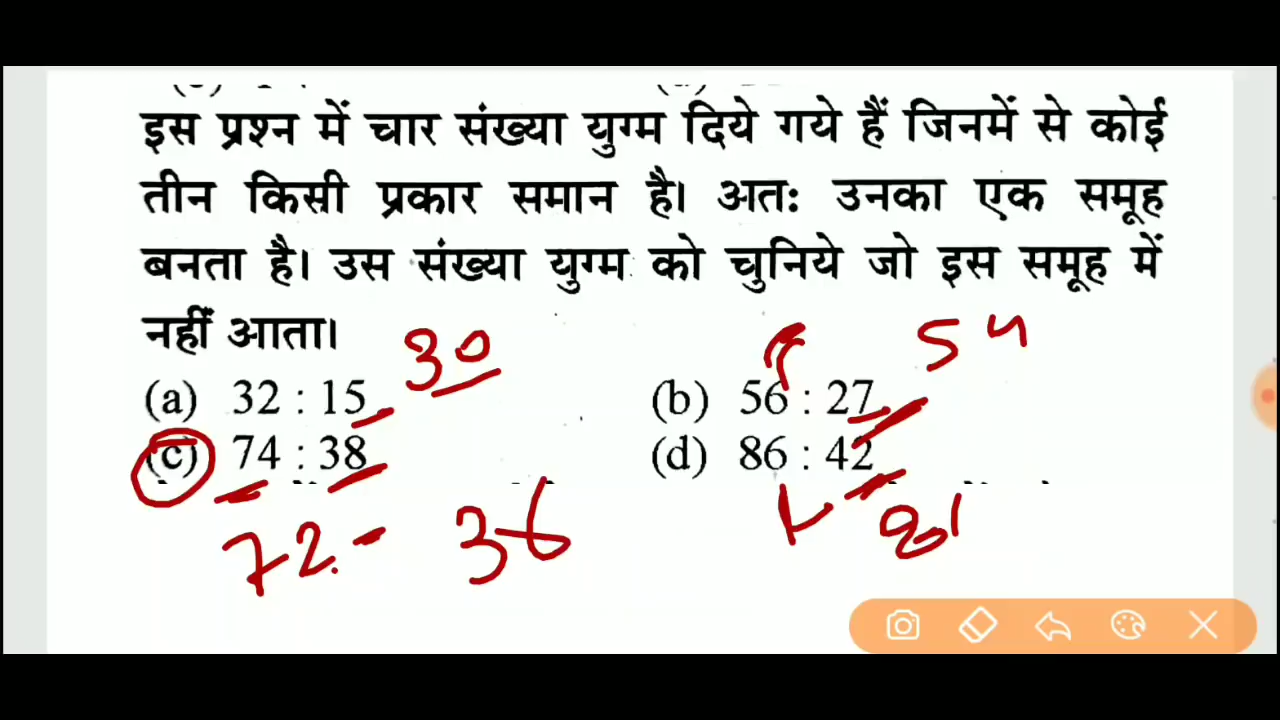 इस प्रश्न में चार संख्या युग्म दिये गये हैं जिनमें से कोई
तीन किसी प्रकार समान है। अतः उनका एक समूह
बनता है। उस संख्या युग्म को चुनिये जो इस समूह में
नहीं आता।
30
54
(a) 32 : 15
(b) 56 : 27
(c) 74 : 38
(d) 86 : 42
72 - 36